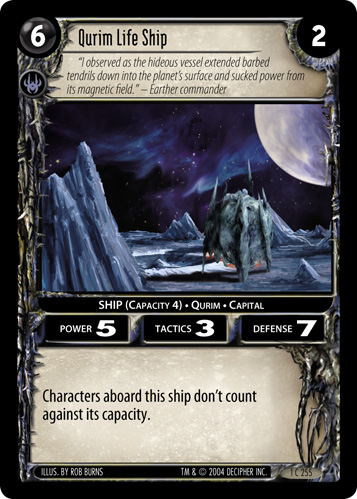 6 Qurim Life Ship 2
"I observed as the hideous vessel extended barbed
tendrils down into the planet's surface and sucked power from
its magnetic field." – Earther commander
SHIP (CAPACITY 4) • QURIM • CAPITAL
POWER 5 TACTICS 3 DEFENSE 7
Characters aboard this ship don't count
against its capacity.
ILLUS. BY ROB BURNS TM & © 2004 DECIPHER INC. 1 C 255